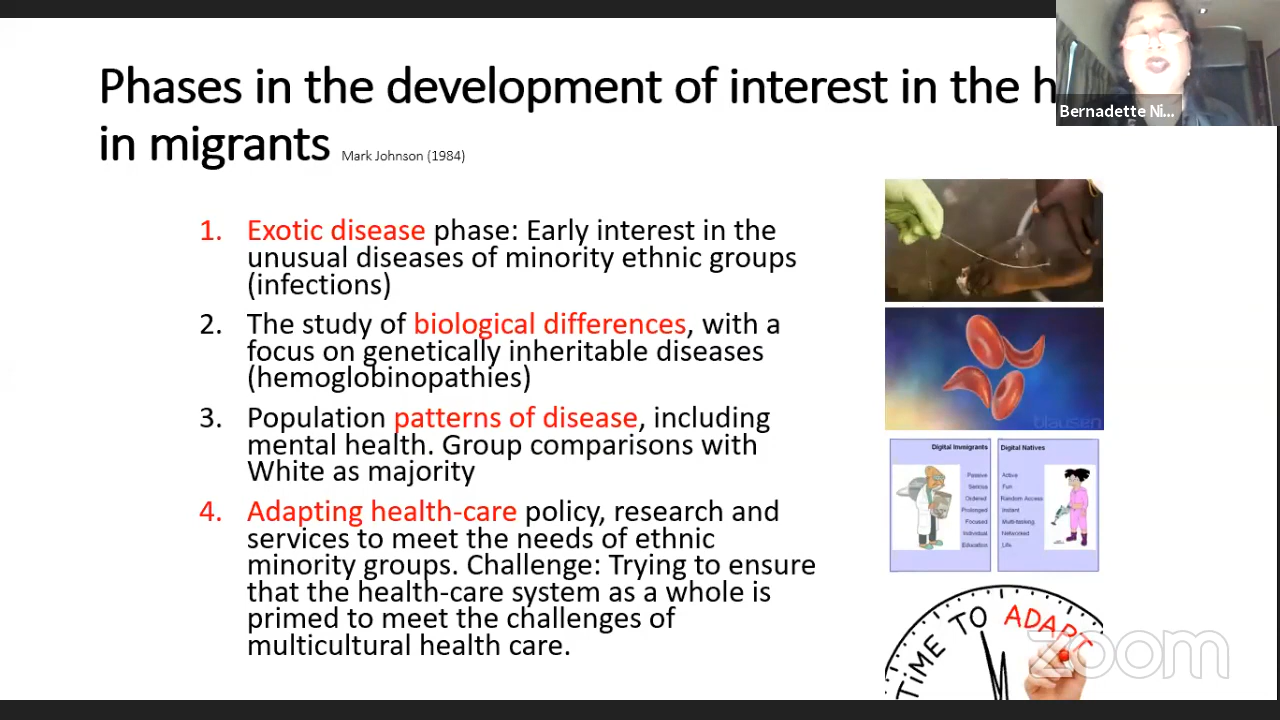 Phases in the development of interest in the h
in migrants Mark Johnson (1984)
Bernadette Ni...
1. Exotic disease phase: Early interest in the
unusual diseases of minority ethnic groups
(infections)
2. The study of biological differences, with a
focus on genetically inheritable diseases
(hemoglobinopathies)
3. Population patterns of disease, including
mental health. Group comparisons with
White as majority
4. Adapting health-care policy, research and
services to meet the needs of ethnic
minority groups. Challenge: Trying to ensure
that the health-care system as a whole is
primed to meet the challenges of
multicultural health care.
blausen
Digital Immigrants Digital Natives
Passive Active
Serious Fun
Ordered Random Access
Prolonged Instant
Focused Multi-tasking
Individual Networked
Education Life
TiME TO ADAPT
zoom